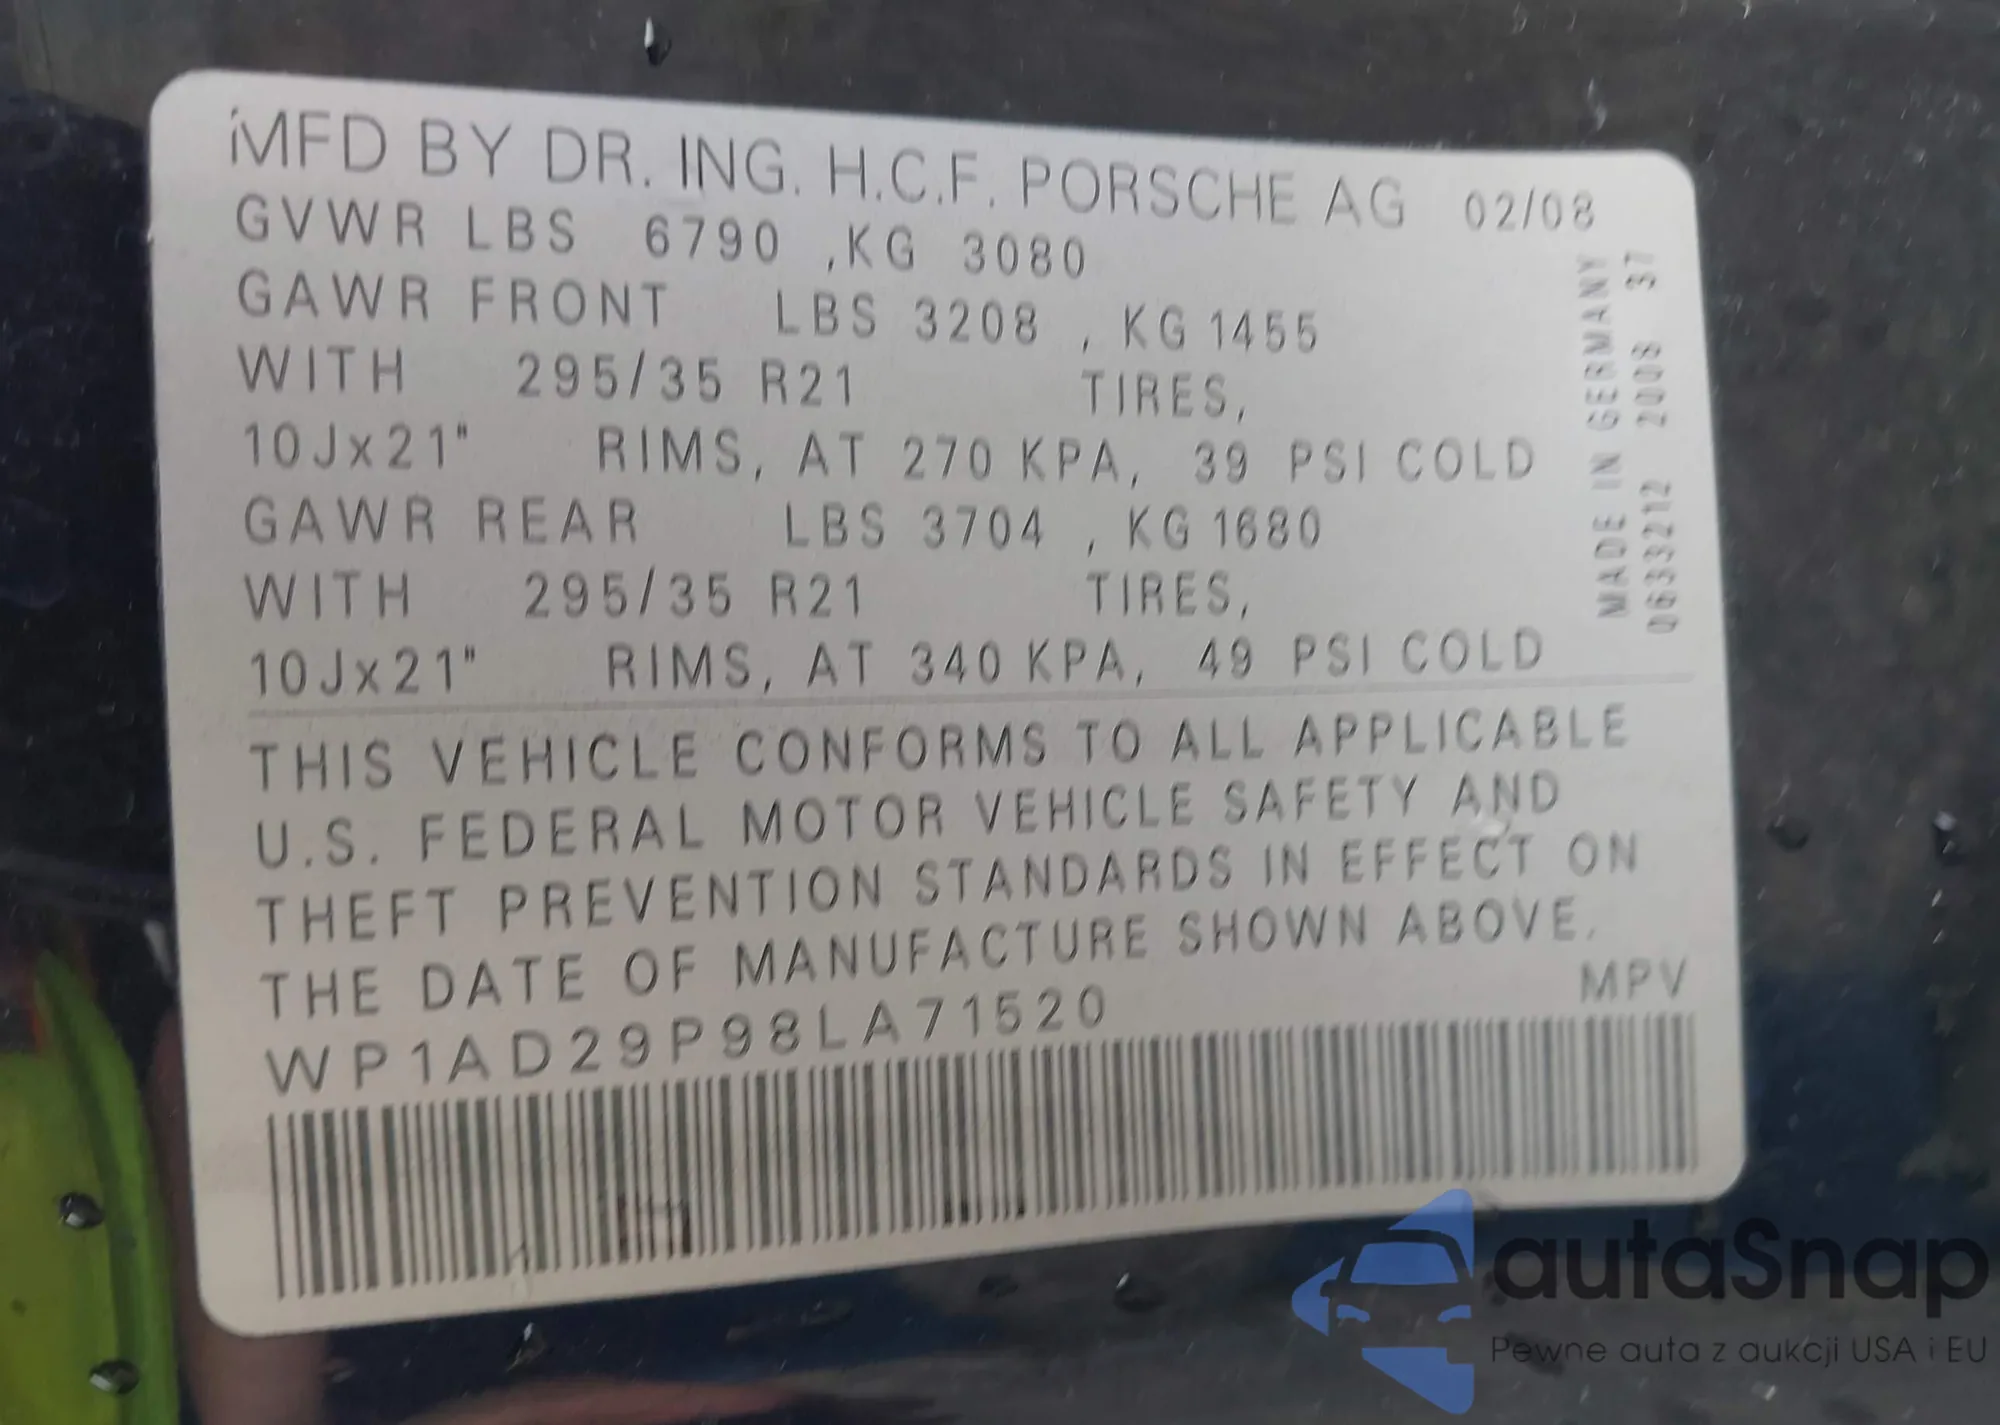 MFD BY DR. ING. H.C.F. PORSCHE AG 02/08
GVWR LBS 6790 ,KG 3080
GAWR FRONT LBS 3208 , KG 1455
WITH 295/35 R21 TIRES,
10Jx21" RIMS, AT 270 KPA, 39 PSI COLD
GAWR REAR LBS 3704 , KG 1680
WITH 295/35 R21 TIRES,
10Jx21" RIMS, AT 340 KPA, 49 PSI COLD
MADE IN GERMANY
0633212 2008 37
THIS VEHICLE CONFORMS TO ALL APPLICABLE
U.S. FEDERAL MOTOR VEHICLE SAFETY AND
THEFT PREVENTION STANDARDS IN EFFECT ON
THE DATE OF MANUFACTURE SHOWN ABOVE.
WP1AD29P98LA71520 MPV
autaSnap
Pewne auta z aukcji USA i EU